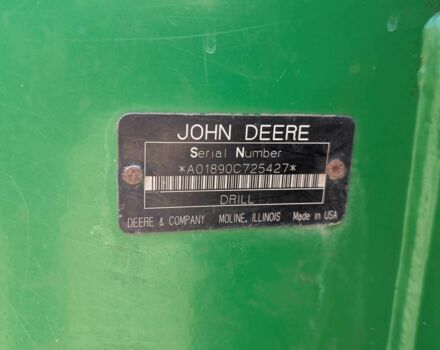 JOHN DEERE
Serial Number
*A01890C725427*
DRILL
DEERE & COMPANY MOLINE, ILLINOIS Made in USA